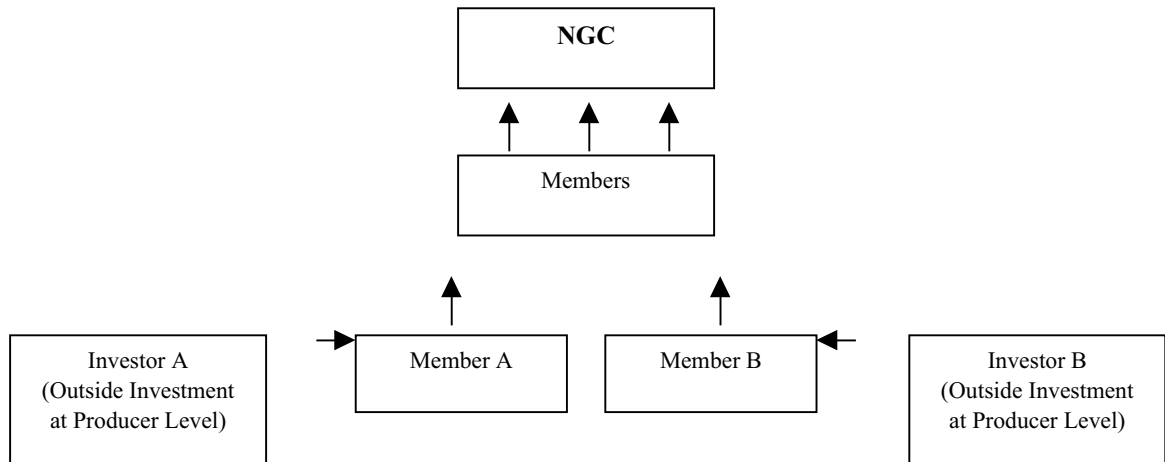 NGC
Members
Investor A
(Outside Investment
at Producer Level)
Member A
Member B
Investor B
(Outside Investment
at Producer Level)